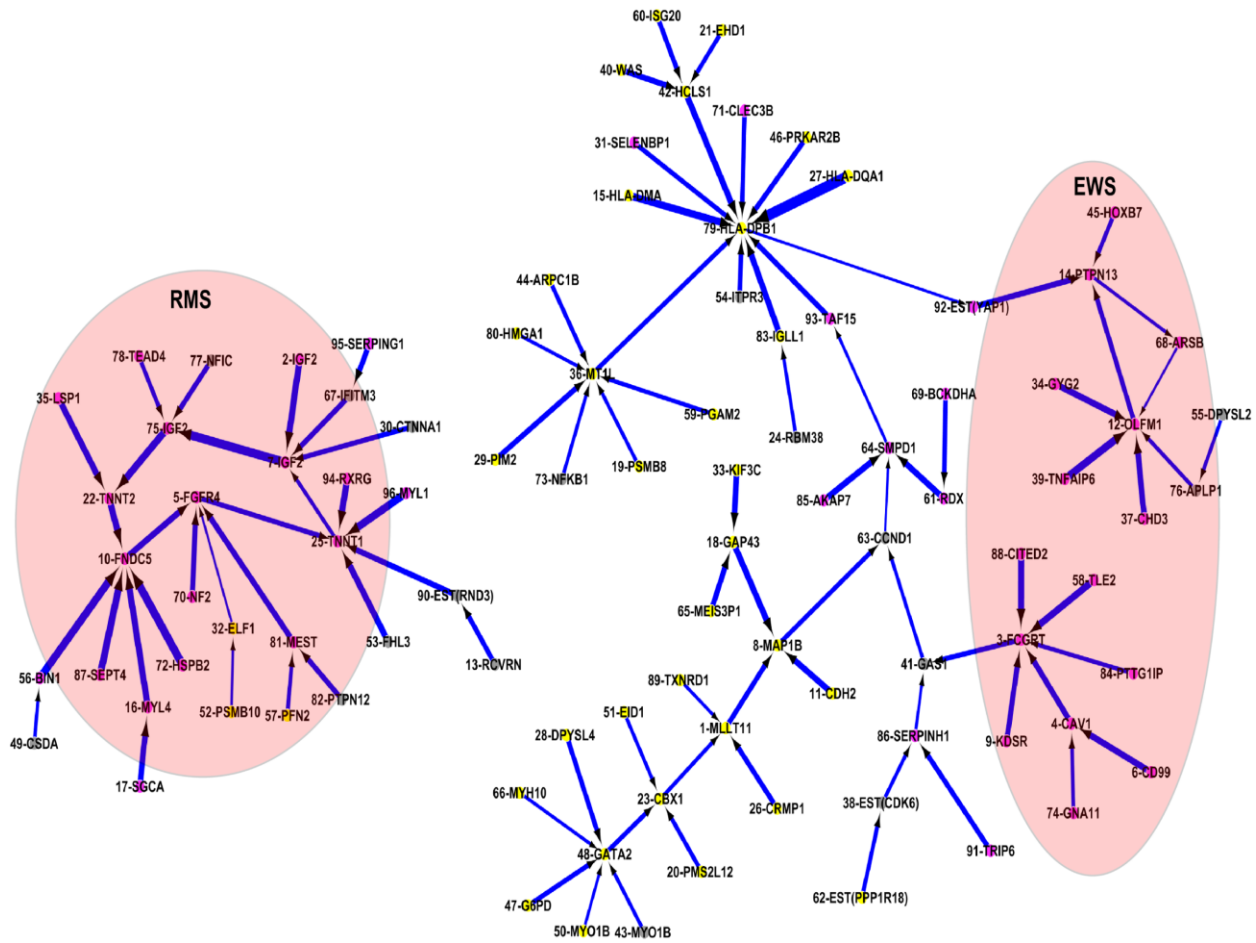 60-ISG20
21-EHD1
40-WAS
42-HCLS1
71-CLEC3B
31-SELENBP1
46-PRKAR2B
27-HLA-DQA1
15-HLA-DMA
79-HLA-DPB1
EWS
45-HOXB7
14-PTPN13
44-ARPC1B
54-ITPR3
92-EST(YAP1)
RMS
93-TAF15
80-HMGA1
83-IGLL1
68-ARSB
95-SERPING1
78-TEAD4
77-NFIC
2-IGF2
36-MT1L
34-GYG2
67-IFITM3
69-BCKDHA
35-LSP1
59-PGAM2
55-DPYSL2
75-IGF2
30-CTNNA1
12-OLFM1
24-RBM38
64-SMPD1
7-IGF2
29-PIM2
19-PSMB8
33-KIF3C
94-RXRG
73-NFKB1
39-TNFAIP6
76-APLP1
96-MYL1
22-TNNT2
5-FGFR4
85-AKAP7
61-RDX
37-CHD3
25-TNNT1
18-GAP43
63-CCND1
10-FNDC5
88-CITED2
58-TLE2
70-NF2
90-EST(RND3)
65-MEIS3P1
32-ELF1
81-MEST
53-FHL3
3-FCGRT
8-MAP1B
13-RCVRN
41-GAS1
72-HSPB2
87-SEPT4
56-BIN1
84-PTTG1IP
89-TXNRD1
11-CDH2
82-PTPN12
16-MYL4
52-PSMB10
57-PFN2
51-EID1
4-CAV1
1-MLLT11
28-DPYSL4
86-SERPINH1
9-KDSR
49-CSDA
6-CD99
17-SGCA
66-MYH10
23-CBX1
38-EST(CDK6)
26-CRMP1
74-GNA11
48-GATA2
91-TRIP6
20-PMS2L12
62-EST(PPP1R18)
47-G6PD
50-MYO1B
43-MYO1B